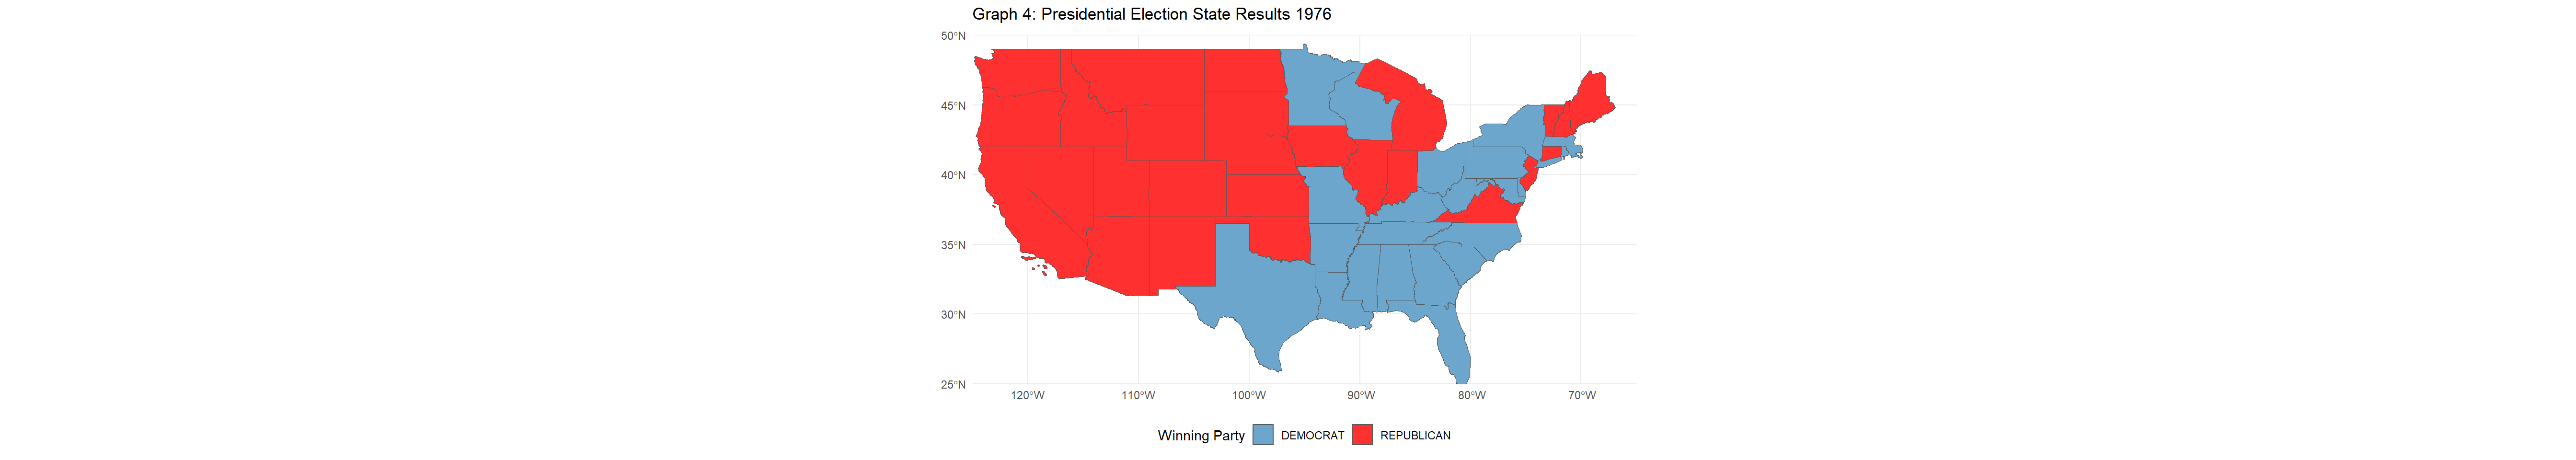 Graph 4: Presidential Election State Results 1976
50°N
45°N
40°N
35°N
30°N
25°N
120°W 110°W 100°W 90°W 80°W 70°W
Winning Party DEMOCRAT REPUBLICAN